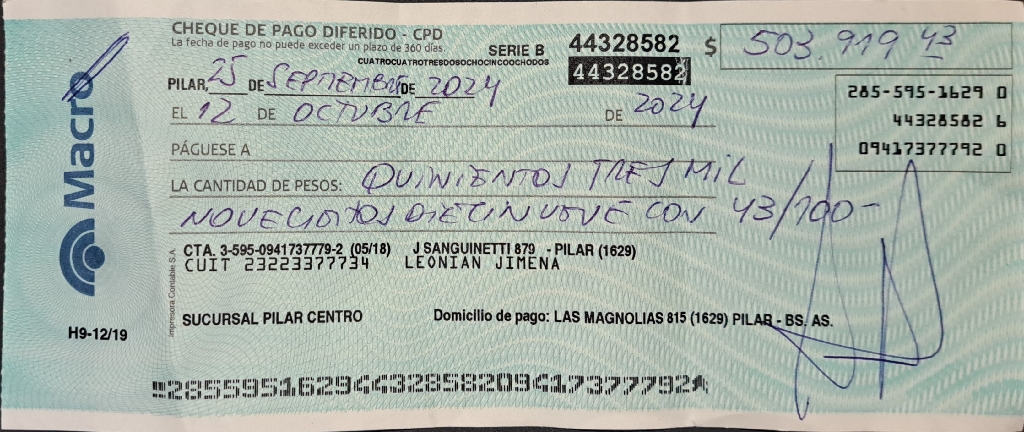 CHEQUE DE PAGO DIFERIDO - CPD
La fecha de pago no puede exceder un plazo de 360 días.
SERIE B 44328582 $ 503.919 43
CUATROCUATROTRESDOSOCHOCINCOOCHODOS
44328582
PILAR, 25 DE SEPTIEMBRE DE 2024
285-595-1629 0
EL 12 DE OCTUBRE DE 2024
44328582 6
PÁGUESE A
09417377792 0
LA CANTIDAD DE PESOS: QUINIENTOS TRES MIL
NOVECIENTOS DIECINUEVE CON 43/100-
CTA. 3-595-0941737779-2 (05/18) J SANGUINETTI 879 - PILAR (1629)
CUIT 23223377734 LEONIAN JIMENA
SUCURSAL PILAR CENTRO Domicilio de pago: LAS MAGNOLIAS 815 (1629) PILAR - BS. AS.
285595162944328582094173777920
Macro
H9-12/19
Impresora Contable S.A